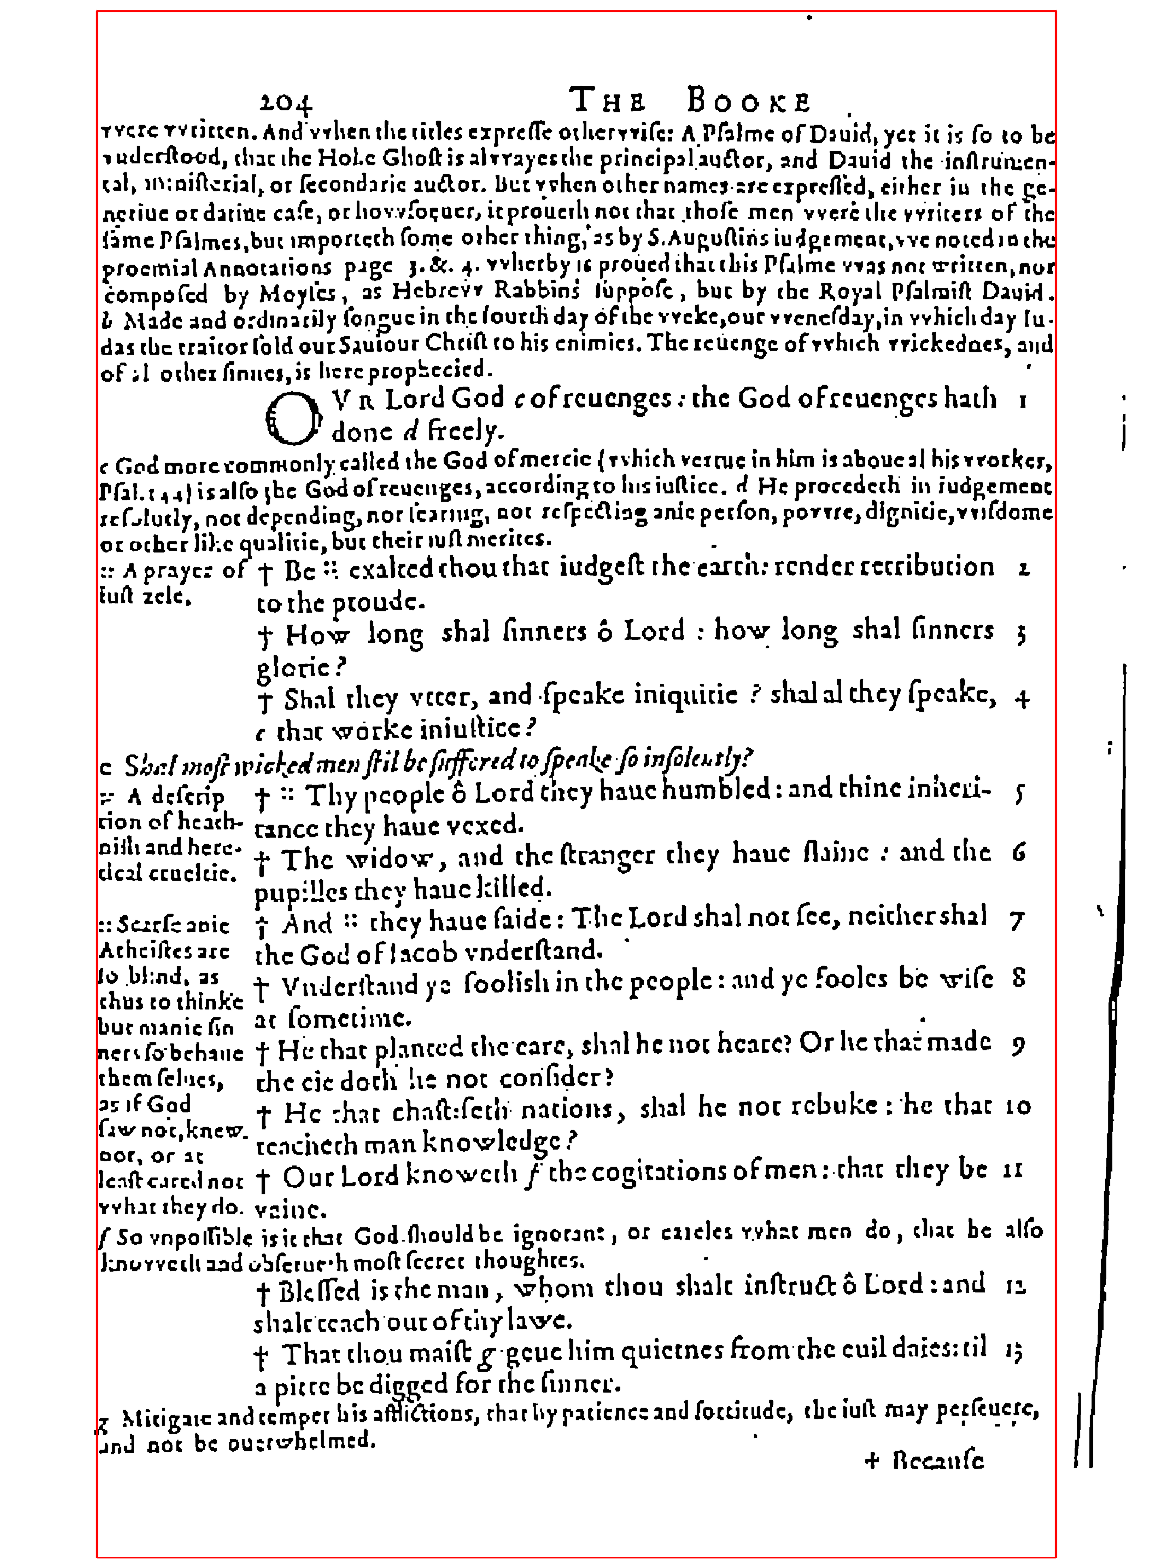 204 THE BOOKE
vvere vvritten. And vvhen the titles expresse othervvise: A Psalme of Dauid, yet it is so to be
vnderstood, that the Holie Ghost is alvvayes the principal auctor, and Dauid the instrumen-
tal, ministerial, or secondarie auctor. But vvhen other names are expressed, either in the ge-
netiue or datiue case, or hovvsoeuer, it proueth not that those men vvere the vvriters of the
same Psalmes, but importeth some other thing, as by S. Augustins iudgement, vve noted in the
proemial Annotations page 3. &. 4. vvherby is proued that this Psalme vvas not written, nor
composed by Moyses, as Hebrevv Rabbins suppose, but by the Royal Psalmist Dauid.
b Made and ordinarily songue in the fourth day of the vveke, our vvenesday, in vvhich day Iu-
das the traitor sold out Sauiour Christ to his enimies. The reuenge of vvhich vvickednes, and
of al other sinnes, is here prophecied.
OVR Lord God c of reuenges: the God of reuenges hath 1
done d freely.
c God more commonly called the God of mercie (vvhich vertue in him is aboue al his vvorkes,
Psal. 144) is also the God of reuenges, according to his iustice. d He procedeth in iudgement
resolutly, not depending, nor fearing, not respecting anie person, povvre, dignitie, vvisdome
or other like qualitie, but their iust merites.
:: A prayer of † Be :: exalted thou that iudgest the earth: render retribution 2
iust zele. to the proude.
† How long shal sinners ô Lord : how long shal sinners 3
glorie?
† Shal they vtter, and speake iniquitie ? shal al they speake, 4
e that worke iniustice?
e Shal most wicked men stil be suffered to speake so insolently?
:: A descrip † :: Thy people ô Lord they haue humbled: and thine inheri- 5
tion of heath- tance they haue vexed.
nish and here- † The widow, and the stranger they haue slaine : and the 6
tical crueltie. pupilles they haue killed.
:: Scarse anie † And :: they haue saide: The Lord shal not see, neither shal 7
Atheistes are the God of Iacob vnderstand.
so blind, as † Vnderstand ye foolish in the people: and ye fooles be wise 8
thus to thinke at sometime.
but manie sin
ners so behaue † He that planted the eare, shal he not heare? Or he that made 9
them selues, the eie doth he not consider?
as if God † He that chastiseth nations, shal he not rebuke: he that 10
saw not, knew
not, or at teacheth man knowledge?
least cared not † Our Lord knoweth f the cogitations of men: that they be 11
vvhat they do. vaine.
f So vnpossible is it that God should be ignorant, or careles vvhat men do, that he also
knovveth and obserueth most secret thoughtes.
† Blessed is the man, whom thou shalt instruct ô Lord: and 12
shalt teach out of thy lawe.
† That thou maist g geue him quietnes from the euil daies: til 13
a pitte be digged for the sinner.
g Mitigate and temper his afflictions, that by patience and fortitude, the iust may perseuere,
and not be ouerwhelmed.
† Because